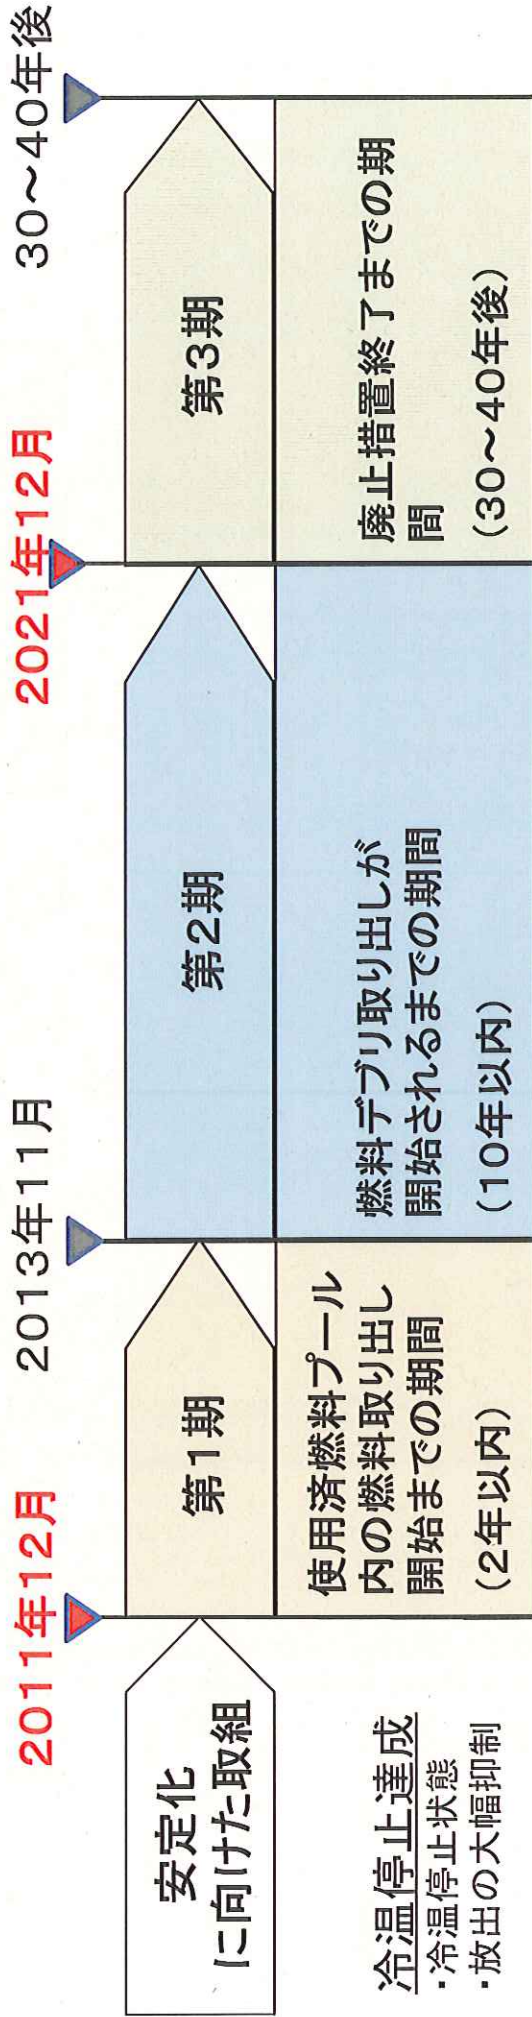 2011年12月
2013年11月
2021年12月
30～40年後
安定化
に向けた取組
第1期
第2期
第3期
冷温停止達成
・冷温停止状態
・放出の大幅抑制
使用済燃料プール
内の燃料取り出し
開始までの期間
（2年以内）
燃料デブリ取り出しが
開始されるまでの期間
（10年以内）
廃止措置終了までの期
間
（30～40年後）